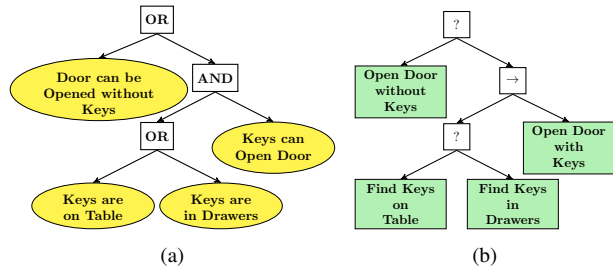 OR
Door can be
Opened without
Keys
AND
OR
Keys can
Open Door
Keys are
on Table
Keys are
in Drawers
(a)
?
Open Door
without
Keys
→
?
Open Door
with
Keys
Find Keys
on
Table
Find Keys
in
Drawers
(b)